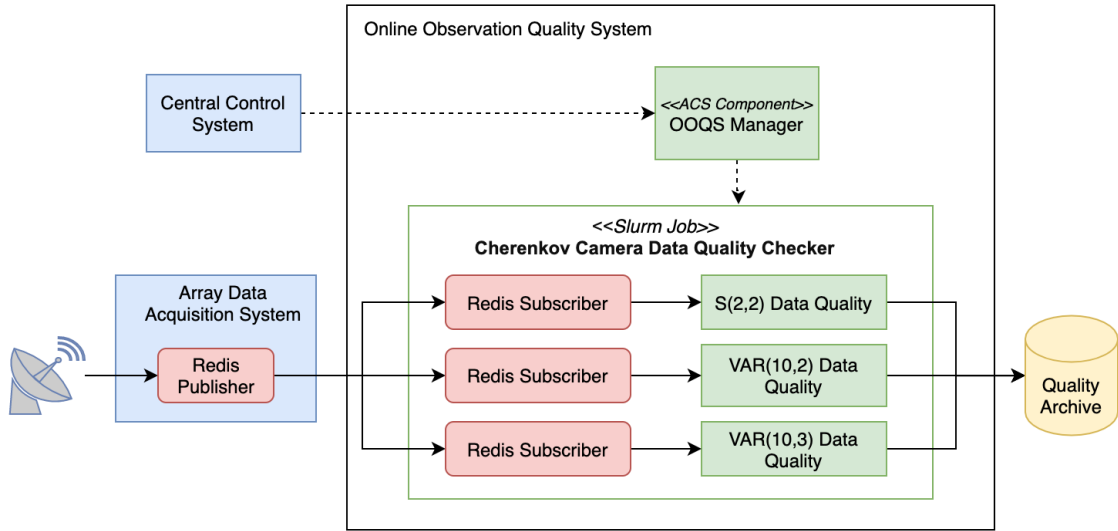 Online Observation Quality System
Central Control
System
<<ACS Component>>
OOQS Manager
<<Slurm Job>>
Cherenkov Camera Data Quality Checker
Array Data
Acquisition System
Redis
Publisher
Redis Subscriber
S(2,2) Data Quality
Redis Subscriber
VAR(10,2) Data
Quality
Redis Subscriber
VAR(10,3) Data
Quality
Quality
Archive